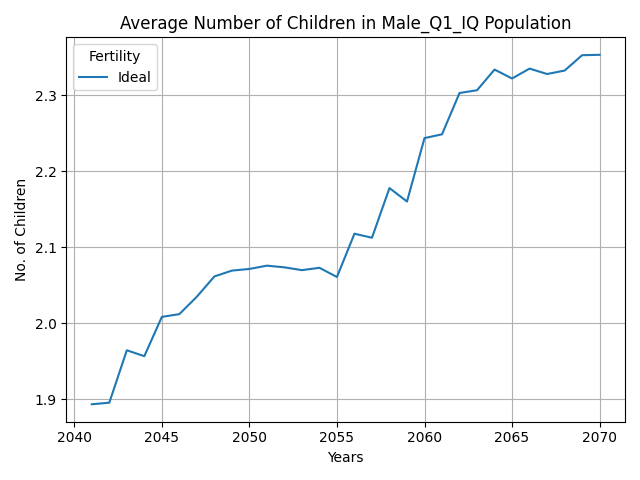 Average Number of Children in Male_Q1_IQ Population
Fertility
Ideal
No. of Children
2.3
2.2
2.1
2.0
1.9
2040 2045 2050 2055 2060 2065 2070
Years